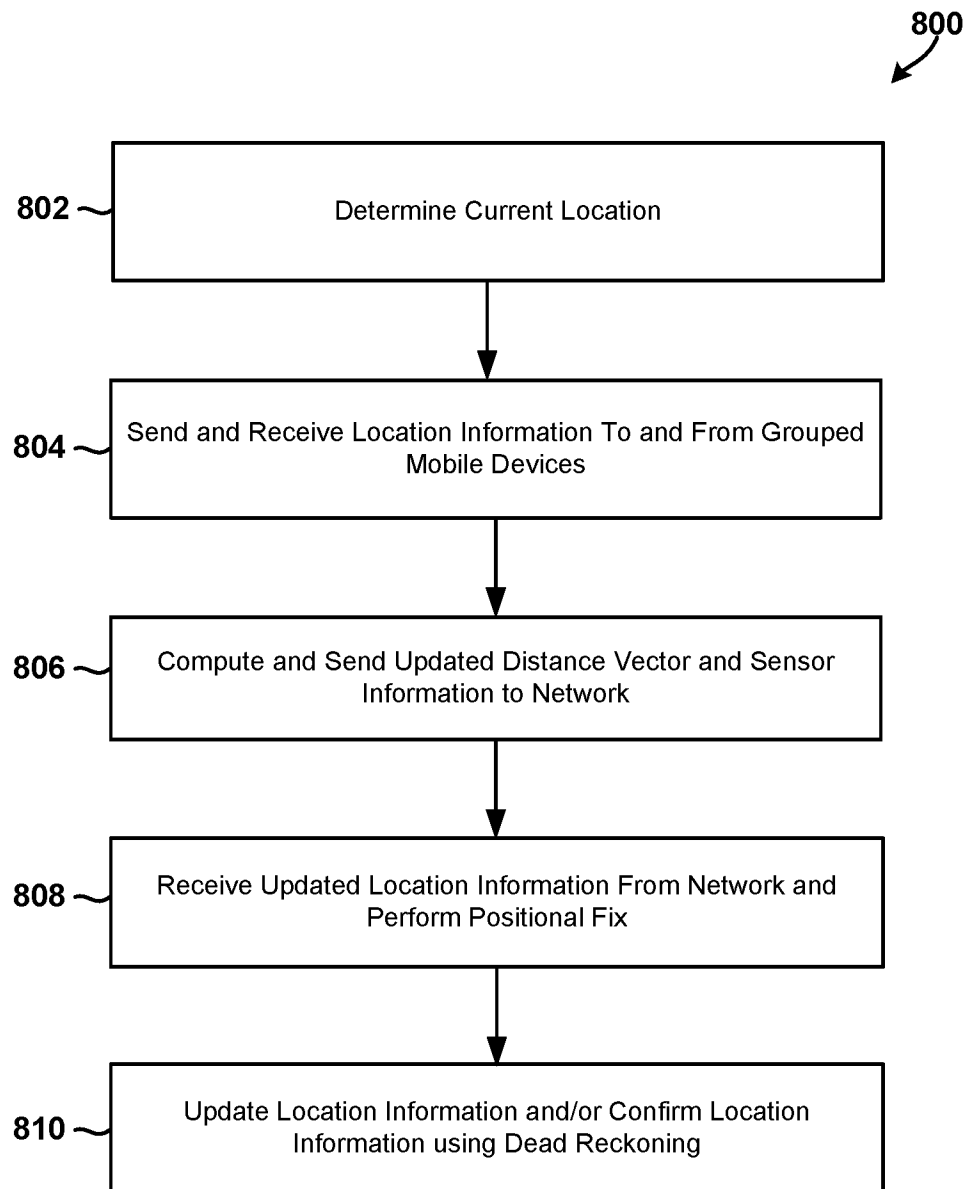 800
802
Determine Current Location
804
Send and Receive Location Information To and From Grouped
Mobile Devices
806
Compute and Send Updated Distance Vector and Sensor
Information to Network
808
Receive Updated Location Information From Network and
Perform Positional Fix
810
Update Location Information and/or Confirm Location
Information using Dead Reckoning